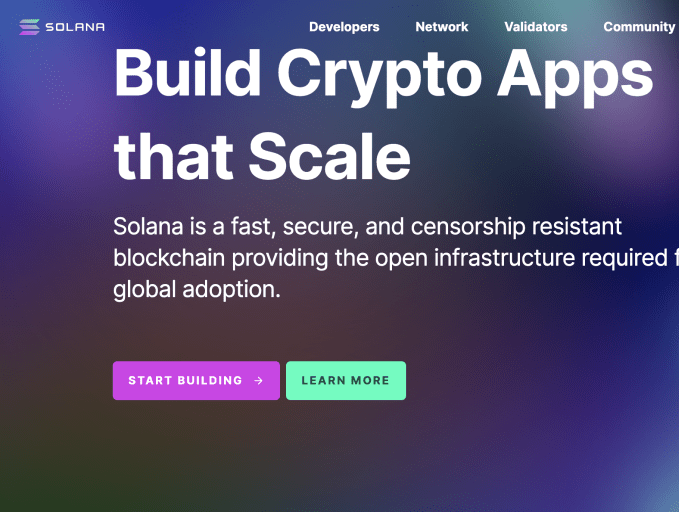 SOLANA
Developers Network Validators Community
Build Crypto Apps
that Scale
Solana is a fast, secure, and censorship resistant
blockchain providing the open infrastructure required f
global adoption.
START BUILDING →
LEARN MORE